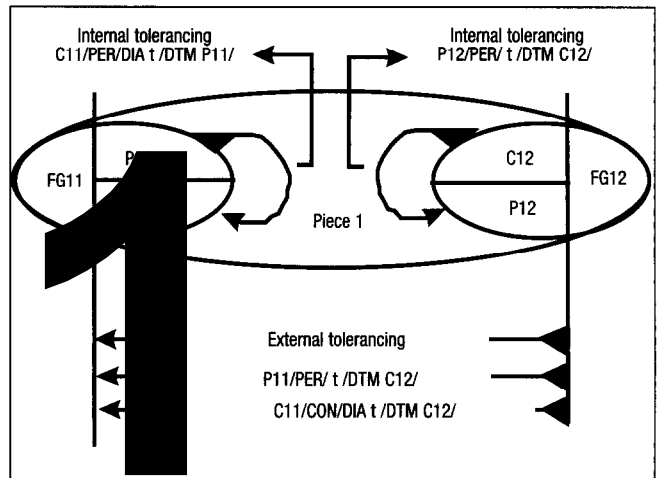 Internal tolerancing
C11/PER/DIA t /DTM P11/
Internal tolerancing
P12/PER/ t /DTM C12/
FG11
C12
FG12
P12
Piece 1
1
External tolerancing
P11/PER/ t /DTM C12/
C11/CON/DIA t /DTM C12/